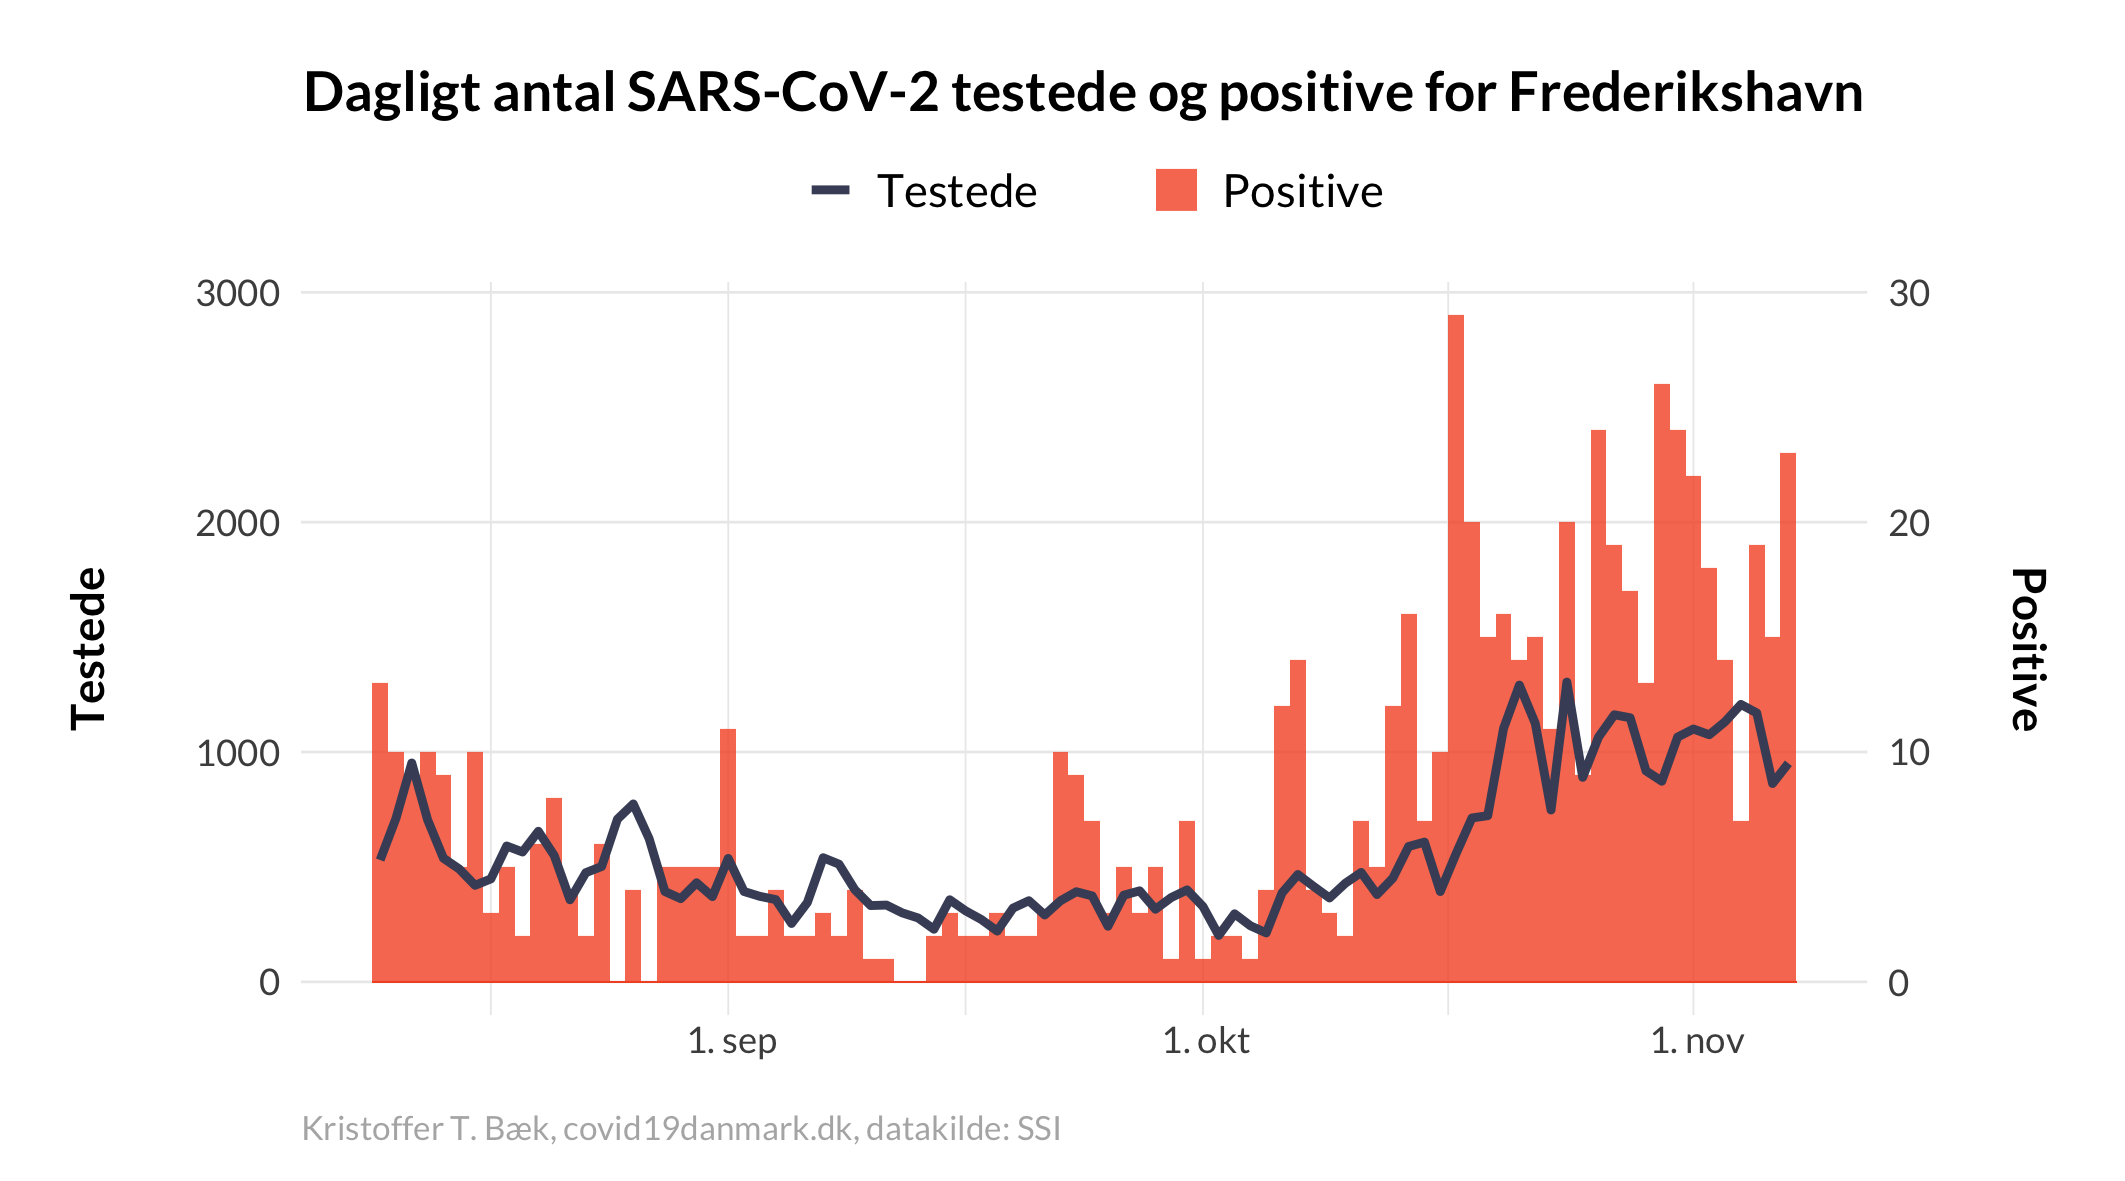 Dagligt antal SARS-CoV-2 testede og positive for Frederikshavn
Testede
Positive
3000
2000
1000
0
30
20
10
0
Testede
Positive
1. sep
1. okt
1. nov
Kristoffer T. Bæk, covid19danmark.dk, datakilde: SSI